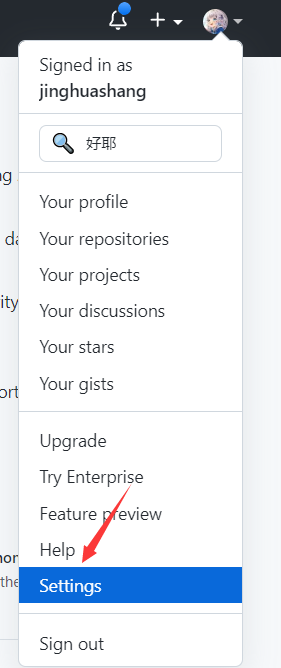 Signed in as
jinghuashang
好耶
Your profile
Your repositories
Your projects
Your discussions
Your stars
Your gists
Upgrade
Try Enterprise
Feature preview
Help
Settings
Sign out